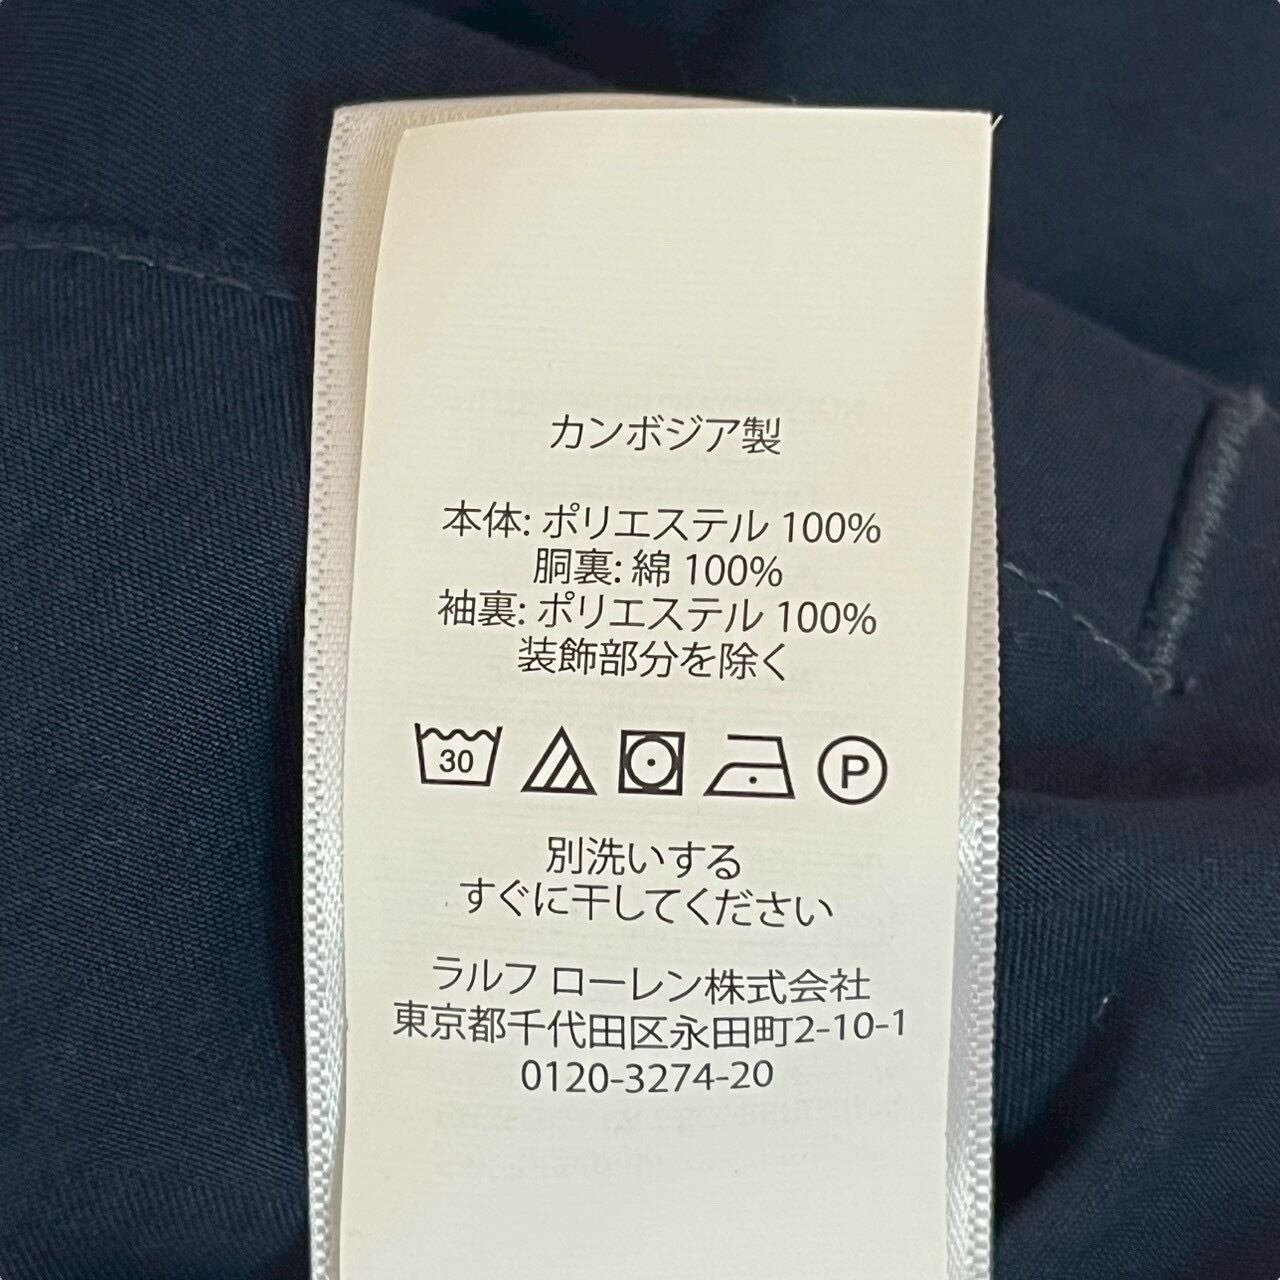 カンボジア製
本体: ポリエステル 100%
胴裏: 綿 100%
袖裏: ポリエステル 100%
装飾部分を除く
30
P
別洗いする
すぐに干してください
ラルフ ローレン株式会社
東京都千代田区永田町2-10-1
0120-3274-20